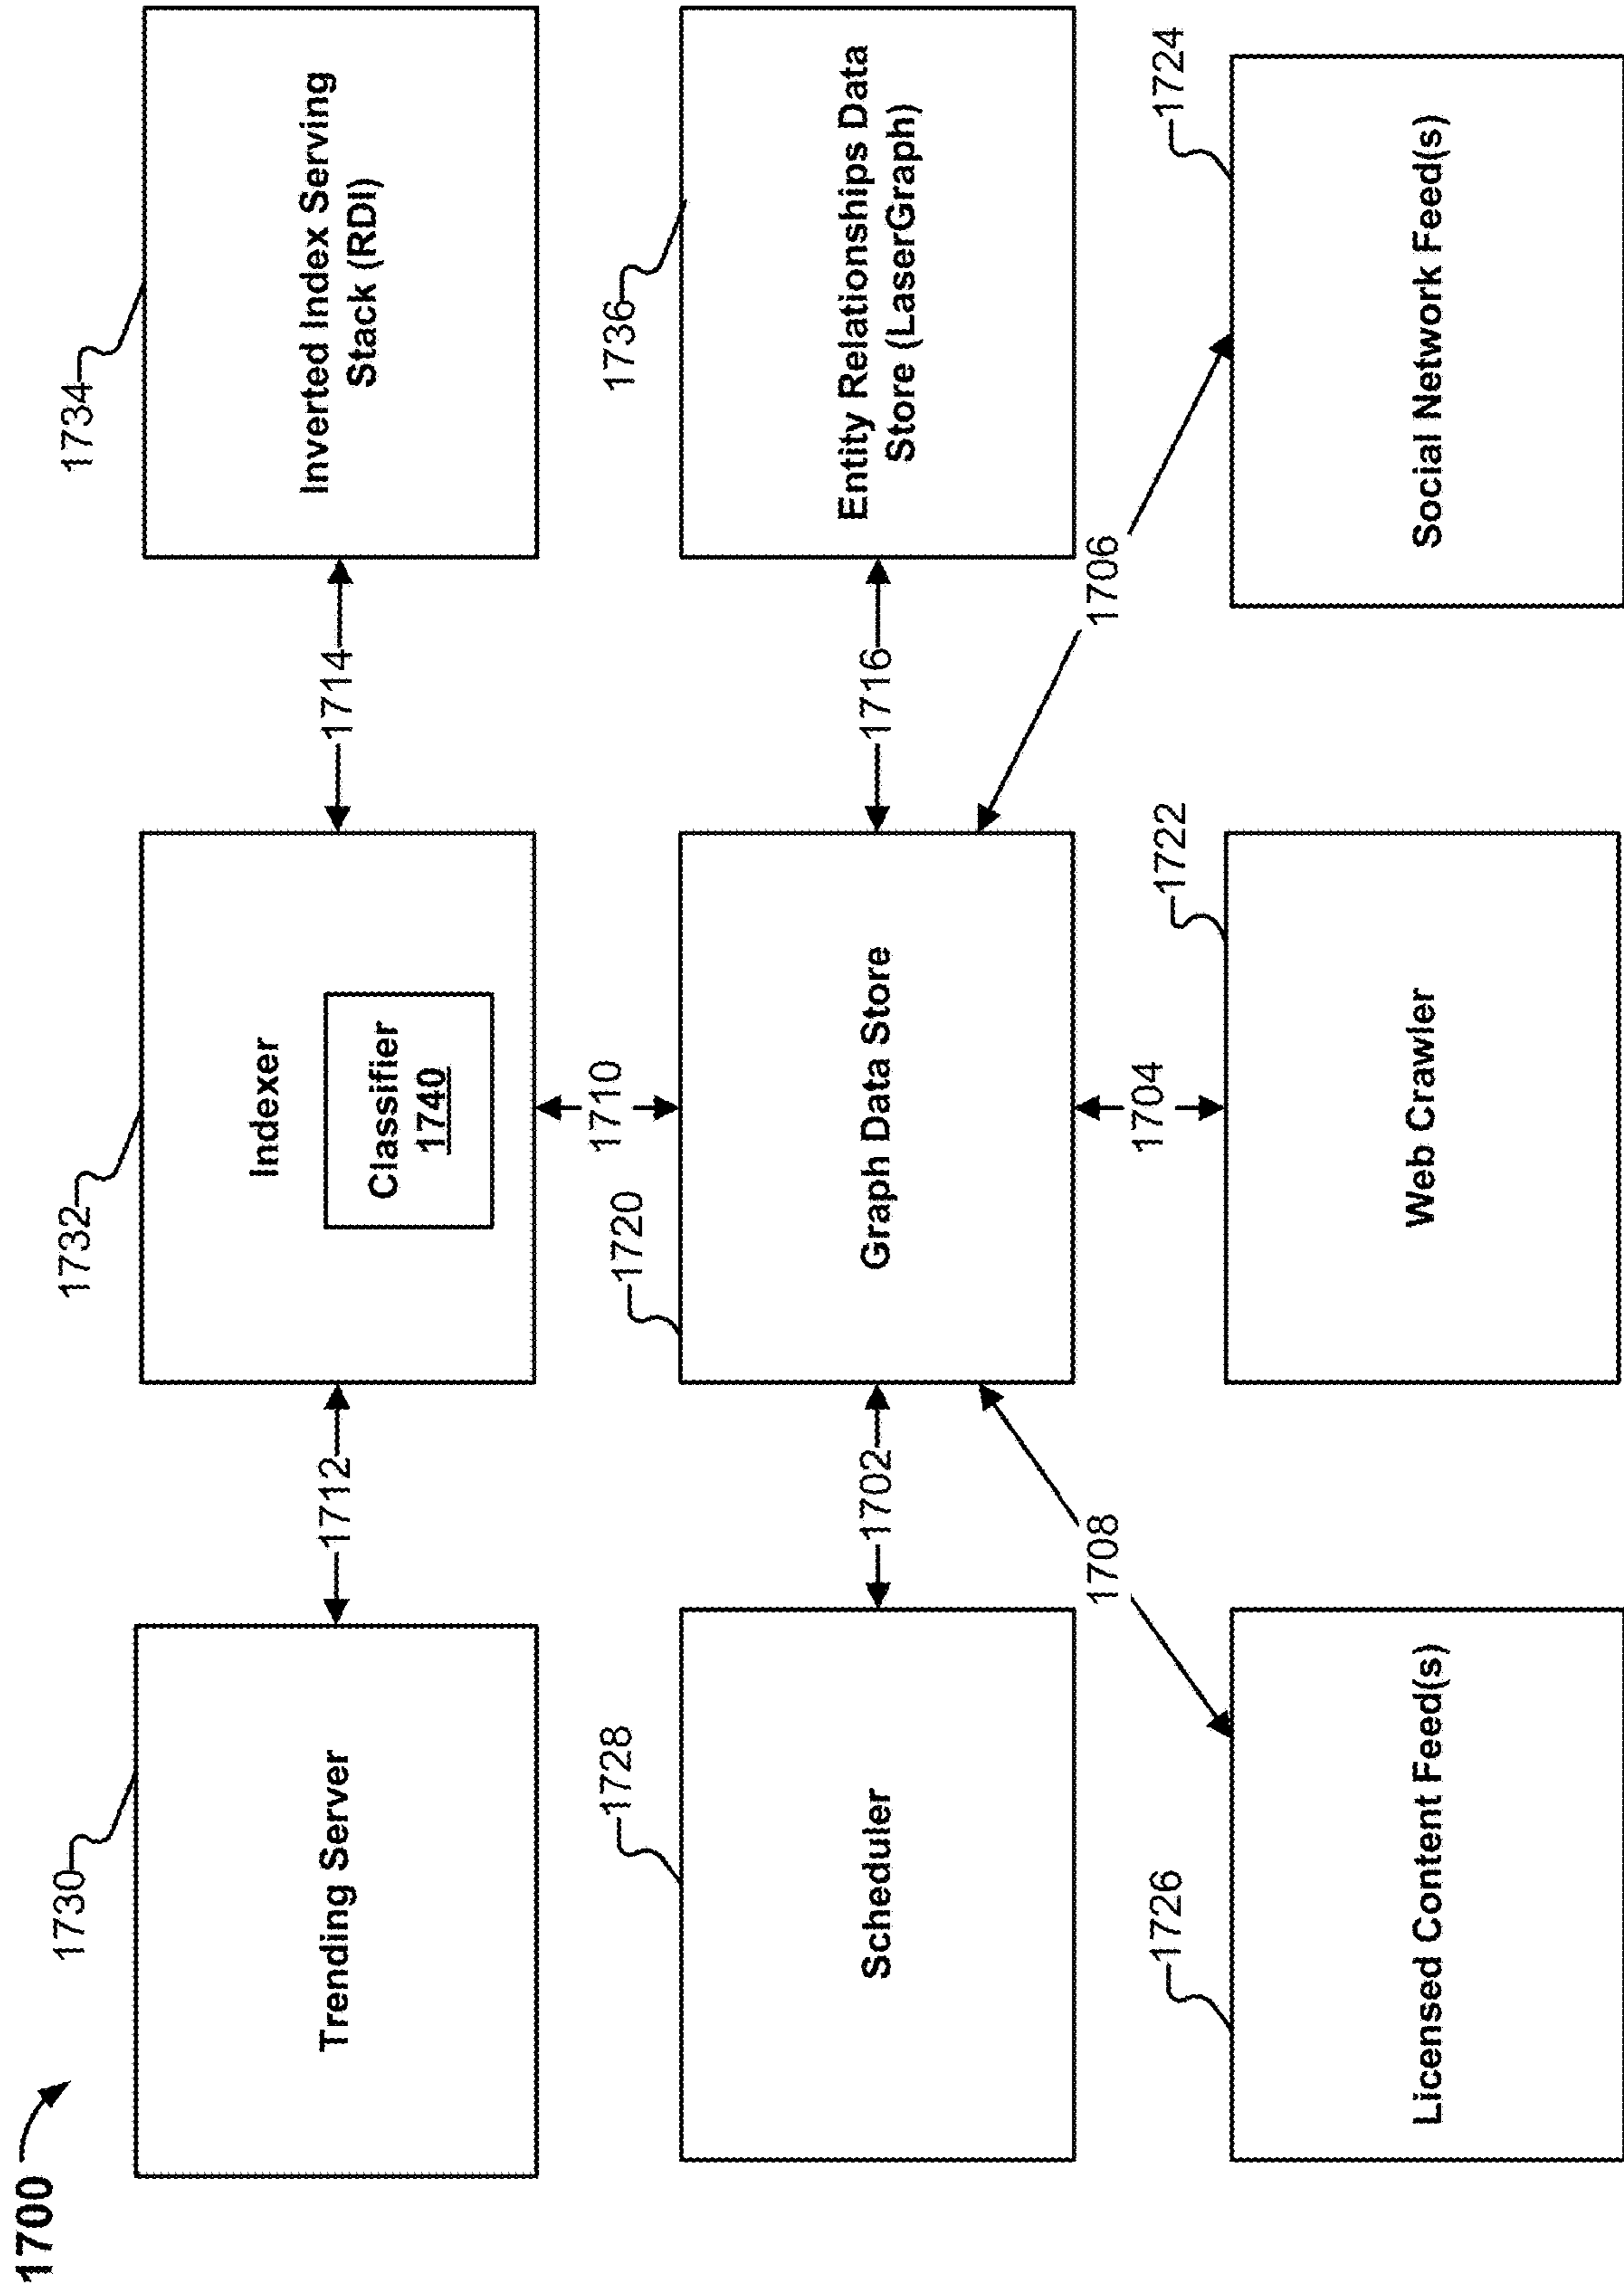 1700
1730
Trending Server
1712
1732
Indexer
Classifier
1740
1714
1734
Inverted Index Serving
Stack (RDI)
1710
1728
Scheduler
1702
1720
Graph Data Store
1716
1736
Entity Relationships Data
Store (LaserGraph)
1708
1704
1706
1726
Licensed Content Feed(s)
1722
Web Crawler
1724
Social Network Feed(s)